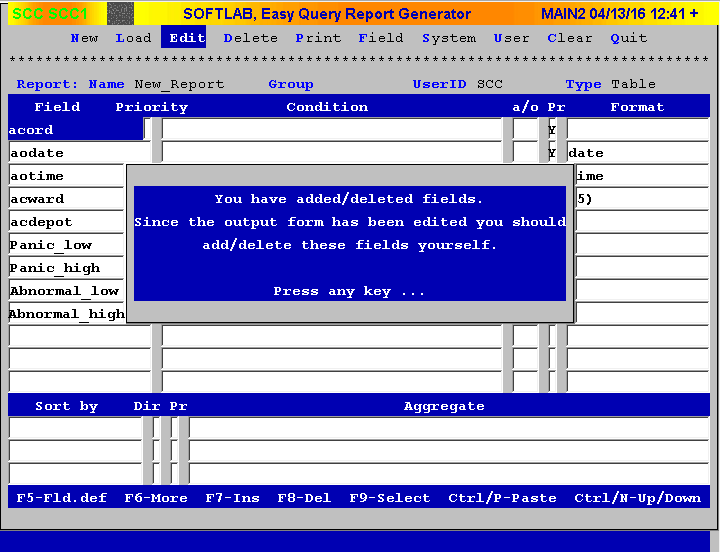 SCC SCC1 SOFTLAB, Easy Query Report Generator MAIN2 04/13/16 12:41 +
New Load Edit Delete Print Field System User Clear Quit
********************************************************************************
Report: Name New_Report Group UserID SCC Type Table
Field Priority Condition a/o Pr Format
acord Y
aodate Y date
aotime ime
acward 5)
acdepot
Panic_low
Panic_high
Abnormal_low
Abnormal_high
You have added/deleted fields.
Since the output form has been edited you should
add/delete these fields yourself.
Press any key ...
Sort by Dir Pr Aggregate
F5-Fld.def F6-More F7-Ins F8-Del F9-Select Ctrl/P-Paste Ctrl/N-Up/Down